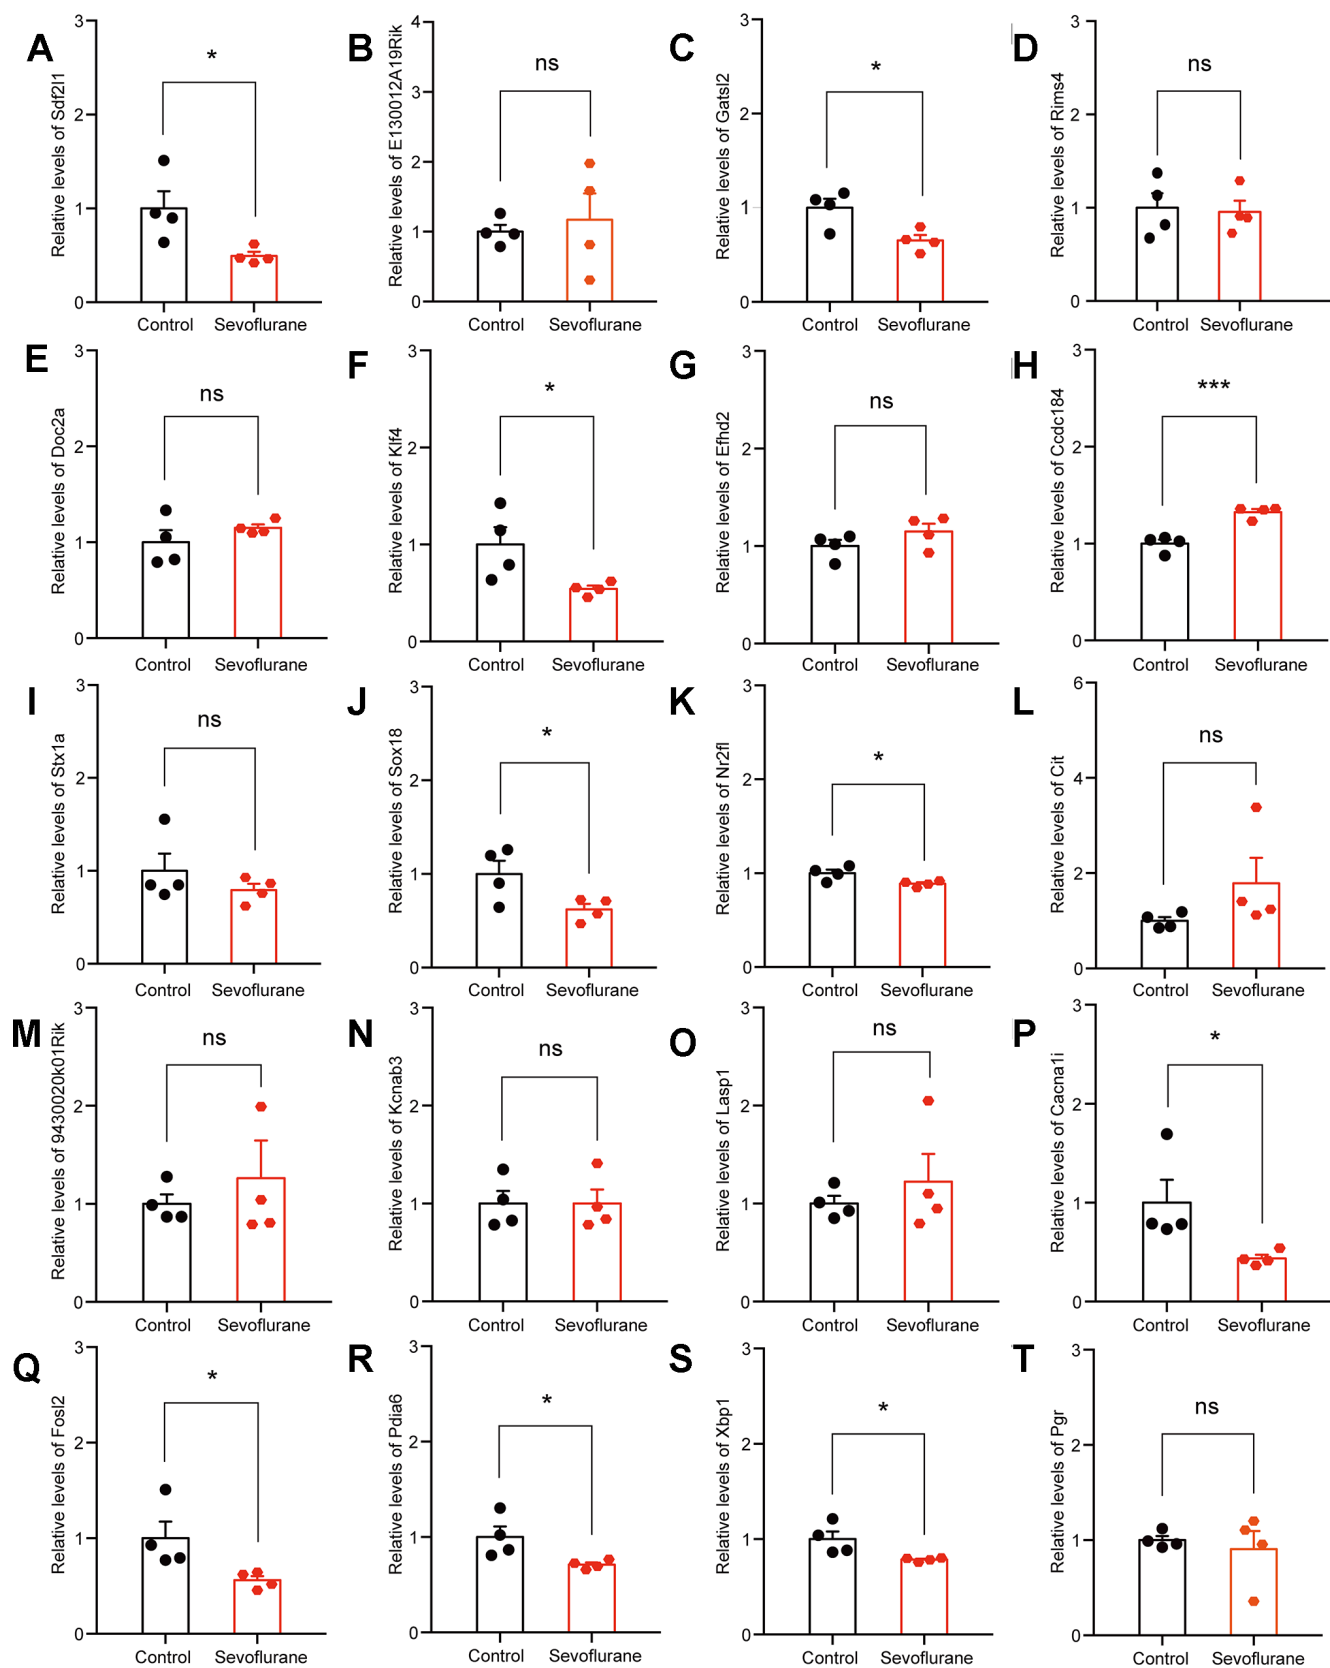 A
Relative levels of Sdf2l1
3
2
1
0
*
Control Sevoflurane
B
Relative levels of E130012A19Rik
4
3
2
1
0
ns
Control Sevoflurane
C
Relative levels of Gatsl2
3
2
1
0
*
Control Sevoflurane
D
Relative levels of Rims4
3
2
1
0
ns
Control Sevoflurane
E
Relative levels of Doc2a
3
2
1
0
ns
Control Sevoflurane
F
Relative levels of Klf4
3
2
1
0
*
Control Sevoflurane
G
Relative levels of Efhd2
3
2
1
0
ns
Control Sevoflurane
H
Relative levels of Ccdc184
3
2
1
0
***
Control Sevoflurane
I
Relative levels of Stx1a
3
2
1
0
ns
Control Sevoflurane
J
Relative levels of Sox18
3
2
1
0
*
Control Sevoflurane
K
Relative levels of Nr2fl
3
2
1
0
*
Control Sevoflurane
L
Relative levels of Cit
6
4
2
0
ns
Control Sevoflurane
M
Relative levels of 9430020k01Rik
3
2
1
0
ns
Control Sevoflurane
N
Relative levels of Kcnab3
3
2
1
0
ns
Control Sevoflurane
O
Relative levels of Lasp1
3
2
1
0
ns
Control Sevoflurane
P
Relative levels of Cacna1i
3
2
1
0
*
Control Sevoflurane
Q
Relative levels of Fosl2
3
2
1
0
*
Control Sevoflurane
R
Relative levels of Pdia6
3
2
1
0
*
Control Sevoflurane
S
Relative levels of Xbp1
3
2
1
0
*
Control Sevoflurane
T
Relative levels of Pgr
3
2
1
0
ns
Control Sevoflurane